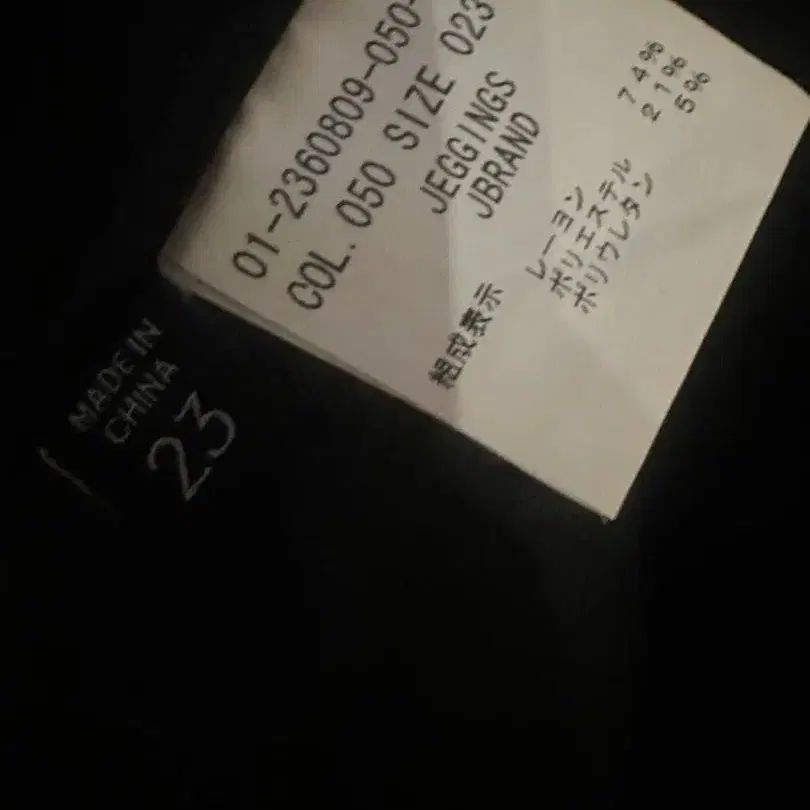 01-2360809-050-
COL. 050 SIZE 023
JEGGINGS
JBRAND
組成表示
レーヨン 74%
ポリエステル 21%
ポリウレタン 5%
MADE IN
CHINA
23